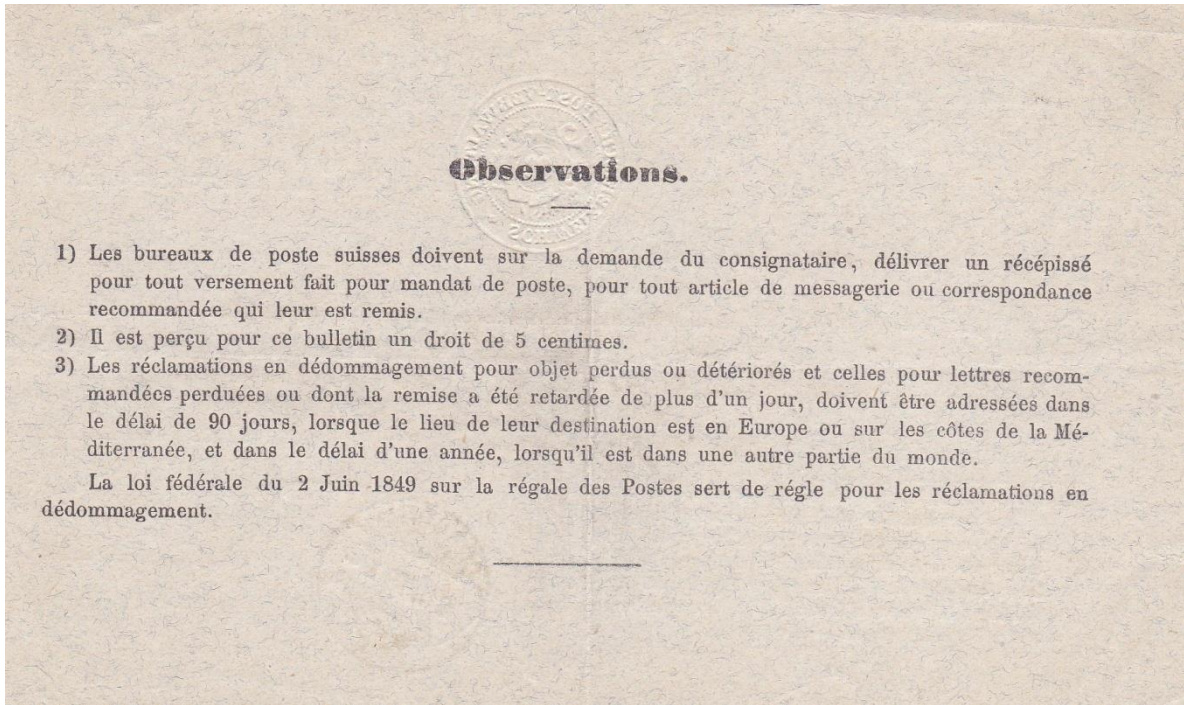 Observations.
1) Les bureaux de poste suisses doivent sur la demande du consignataire, délivrer un récépissé
pour tout versement fait pour mandat de poste, pour tout article de messagerie ou correspondance
recommandée qui leur est remis.
2) Il est perçu pour ce bulletin un droit de 5 centimes.
3) Les réclamations en dédommagement pour objet perdus ou détériorés et celles pour lettres recom-
mandées perduées ou dont la remise a été retardée de plus d'un jour, doivent être adressées dans
le délai de 90 jours, lorsque le lieu de leur destination est en Europe ou sur les côtes de la Mé-
diterranée, et dans le délai d'une année, lorsqu'il est dans une autre partie du monde.
La loi fédérale du 2 Juin 1849 sur la régale des Postes sert de régle pour les réclamations en
dédommagement.